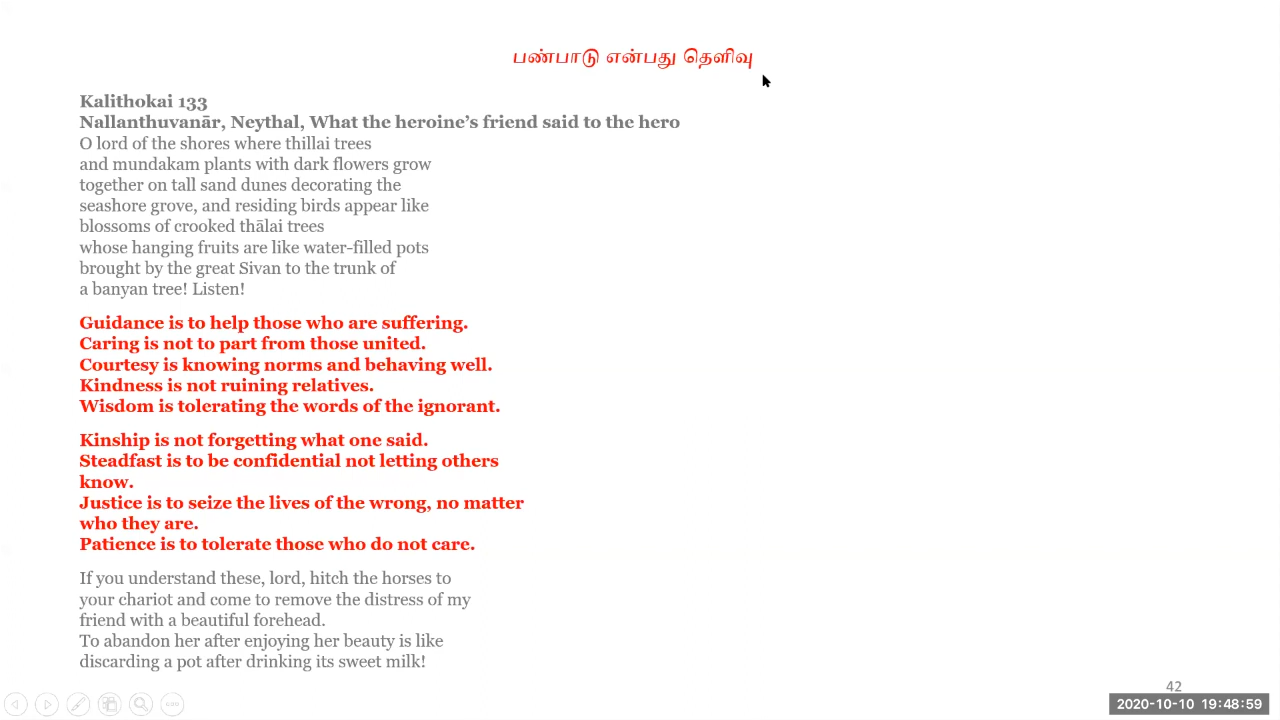 பண்பாடு என்பது தெளிவு
Kalithokai 133
Nallanthuvanār, Neythal, What the heroine’s friend said to the hero
O lord of the shores where thillai trees
and mundakam plants with dark flowers grow
together on tall sand dunes decorating the
seashore grove, and residing birds appear like
blossoms of crooked thālai trees
whose hanging fruits are like water-filled pots
brought by the great Sivan to the trunk of
a banyan tree! Listen!
Guidance is to help those who are suffering.
Caring is not to part from those united.
Courtesy is knowing norms and behaving well.
Kindness is not ruining relatives.
Wisdom is tolerating the words of the ignorant.
Kinship is not forgetting what one said.
Steadfast is to be confidential not letting others
know.
Justice is to seize the lives of the wrong, no matter
who they are.
Patience is to tolerate those who do not care.
If you understand these, lord, hitch the horses to
your chariot and come to remove the distress of my
friend with a beautiful forehead.
To abandon her after enjoying her beauty is like
discarding a pot after drinking its sweet milk!
42
2020-10-10 19:48:59